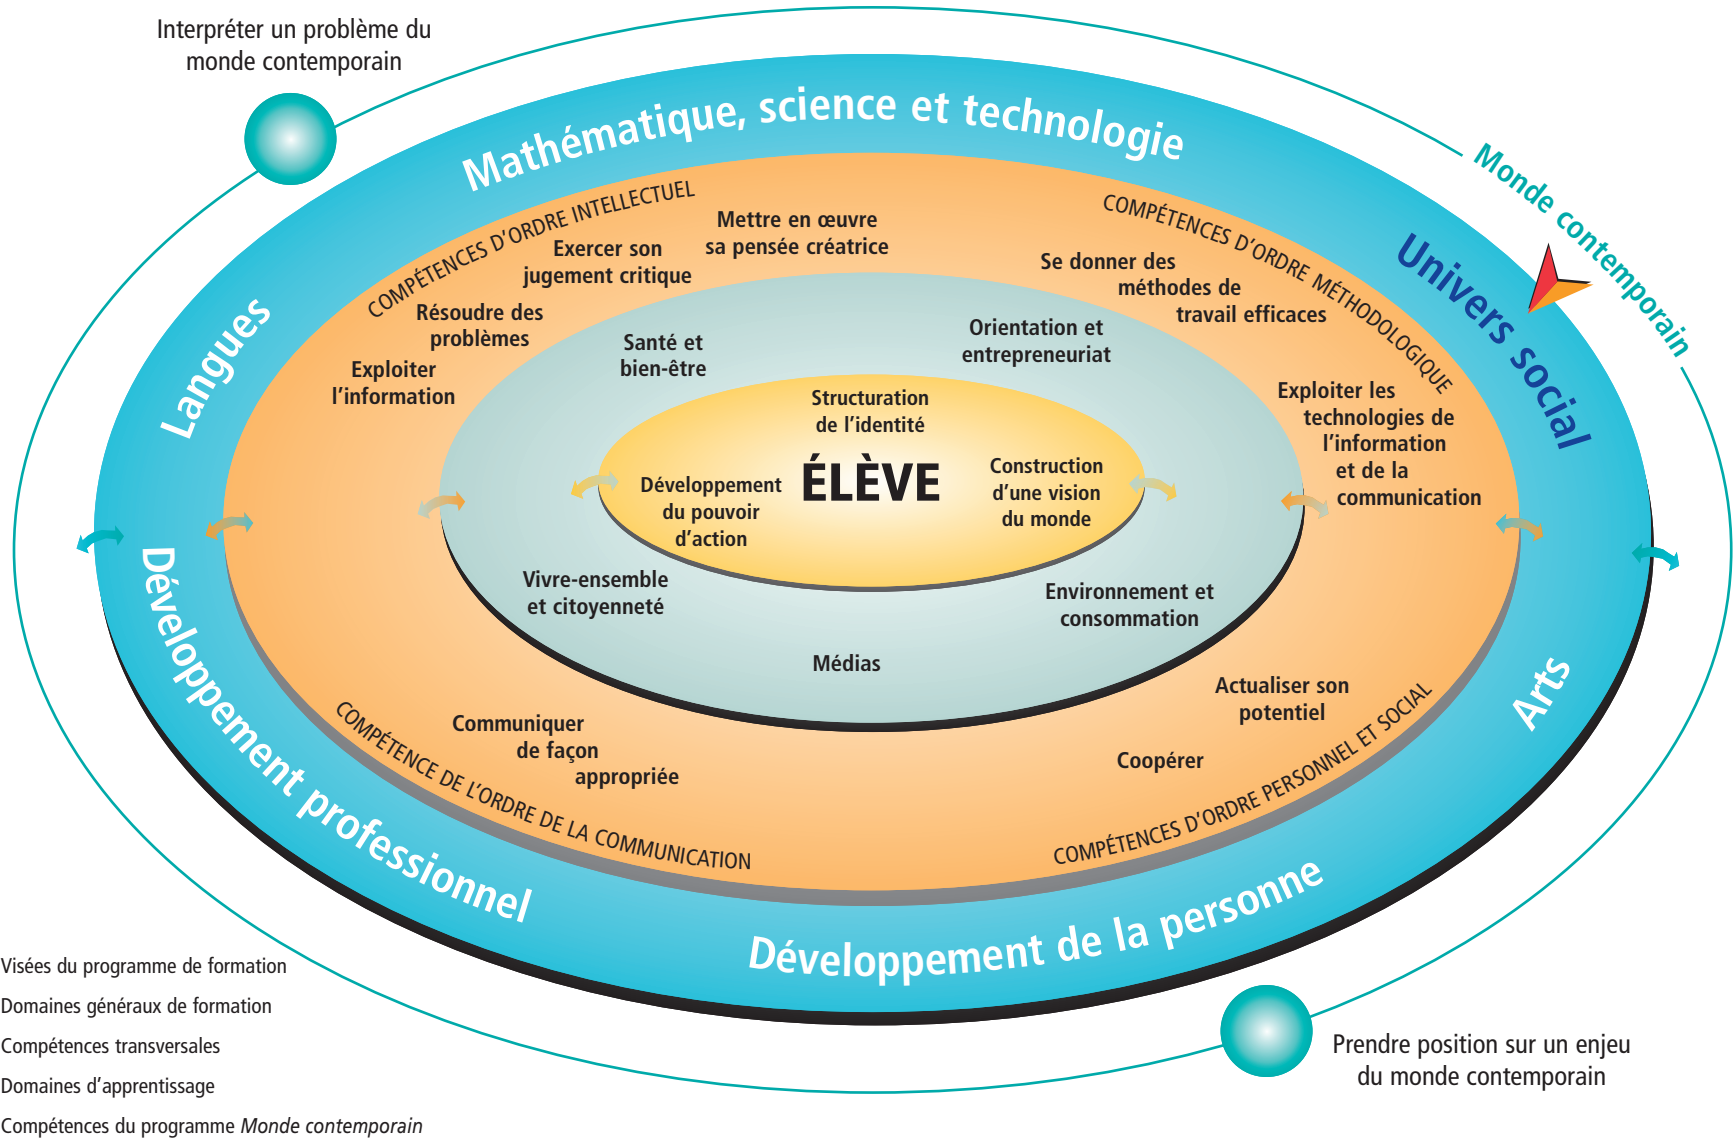 Interpréter un problème du
monde contemporain
Monde contemporain
Mathématique, science et technologie
Langues
Univers social
COMPÉTENCES D'ORDRE INTELLECTUEL
COMPÉTENCES D'ORDRE MÉTHODOLOGIQUE
Mettre en œuvre
sa pensée créatrice
Exercer son
jugement critique
Résoudre des
problèmes
Exploiter
l'information
Se donner des
méthodes de
travail efficaces
Exploiter les
technologies de
l'information
et de la
communication
Santé et
bien-être
Orientation et
entrepreneuriat
Structuration
de l'identité
ÉLÈVE
Développement
du pouvoir
d'action
Construction
d'une vision
du monde
Vivre-ensemble
et citoyenneté
Environnement et
consommation
Médias
Communiquer
de façon
appropriée
Actualiser son
potentiel
Coopérer
COMPÉTENCE DE L'ORDRE DE LA COMMUNICATION
COMPÉTENCES D'ORDRE PERSONNEL ET SOCIAL
Développement professionnel
Développement de la personne
Arts
Prendre position sur un enjeu
du monde contemporain
Visées du programme de formation
Domaines généraux de formation
Compétences transversales
Domaines d'apprentissage
Compétences du programme Monde contemporain